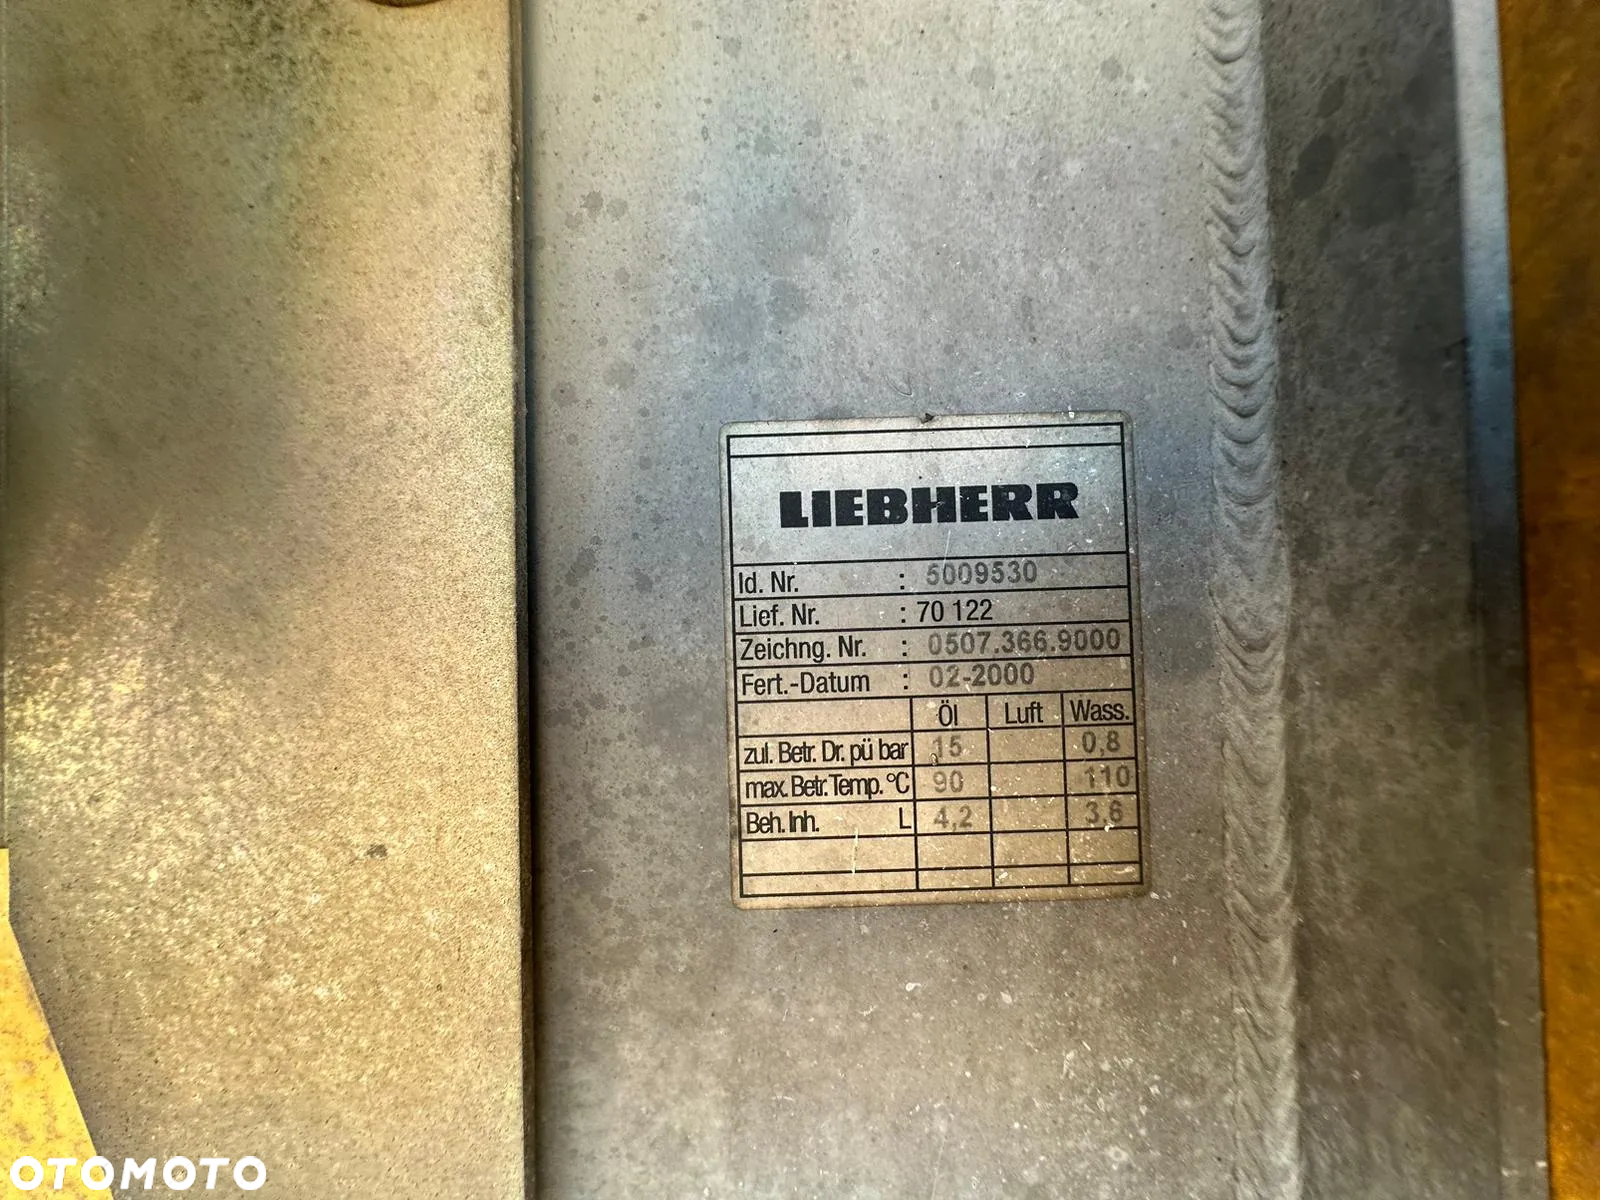 LIEBHERR
Id. Nr. : 5009530
Lief. Nr. : 70 122
Zeichng. Nr. : 0507.366.9000
Fert.-Datum : 02-2000
Öl Luft Wass.
zul. Betr. Dr. pü bar 15 0,8
max. Betr. Temp. °C 90 110
Beh. Inh. L 4,2 3,6
OTOMOTO